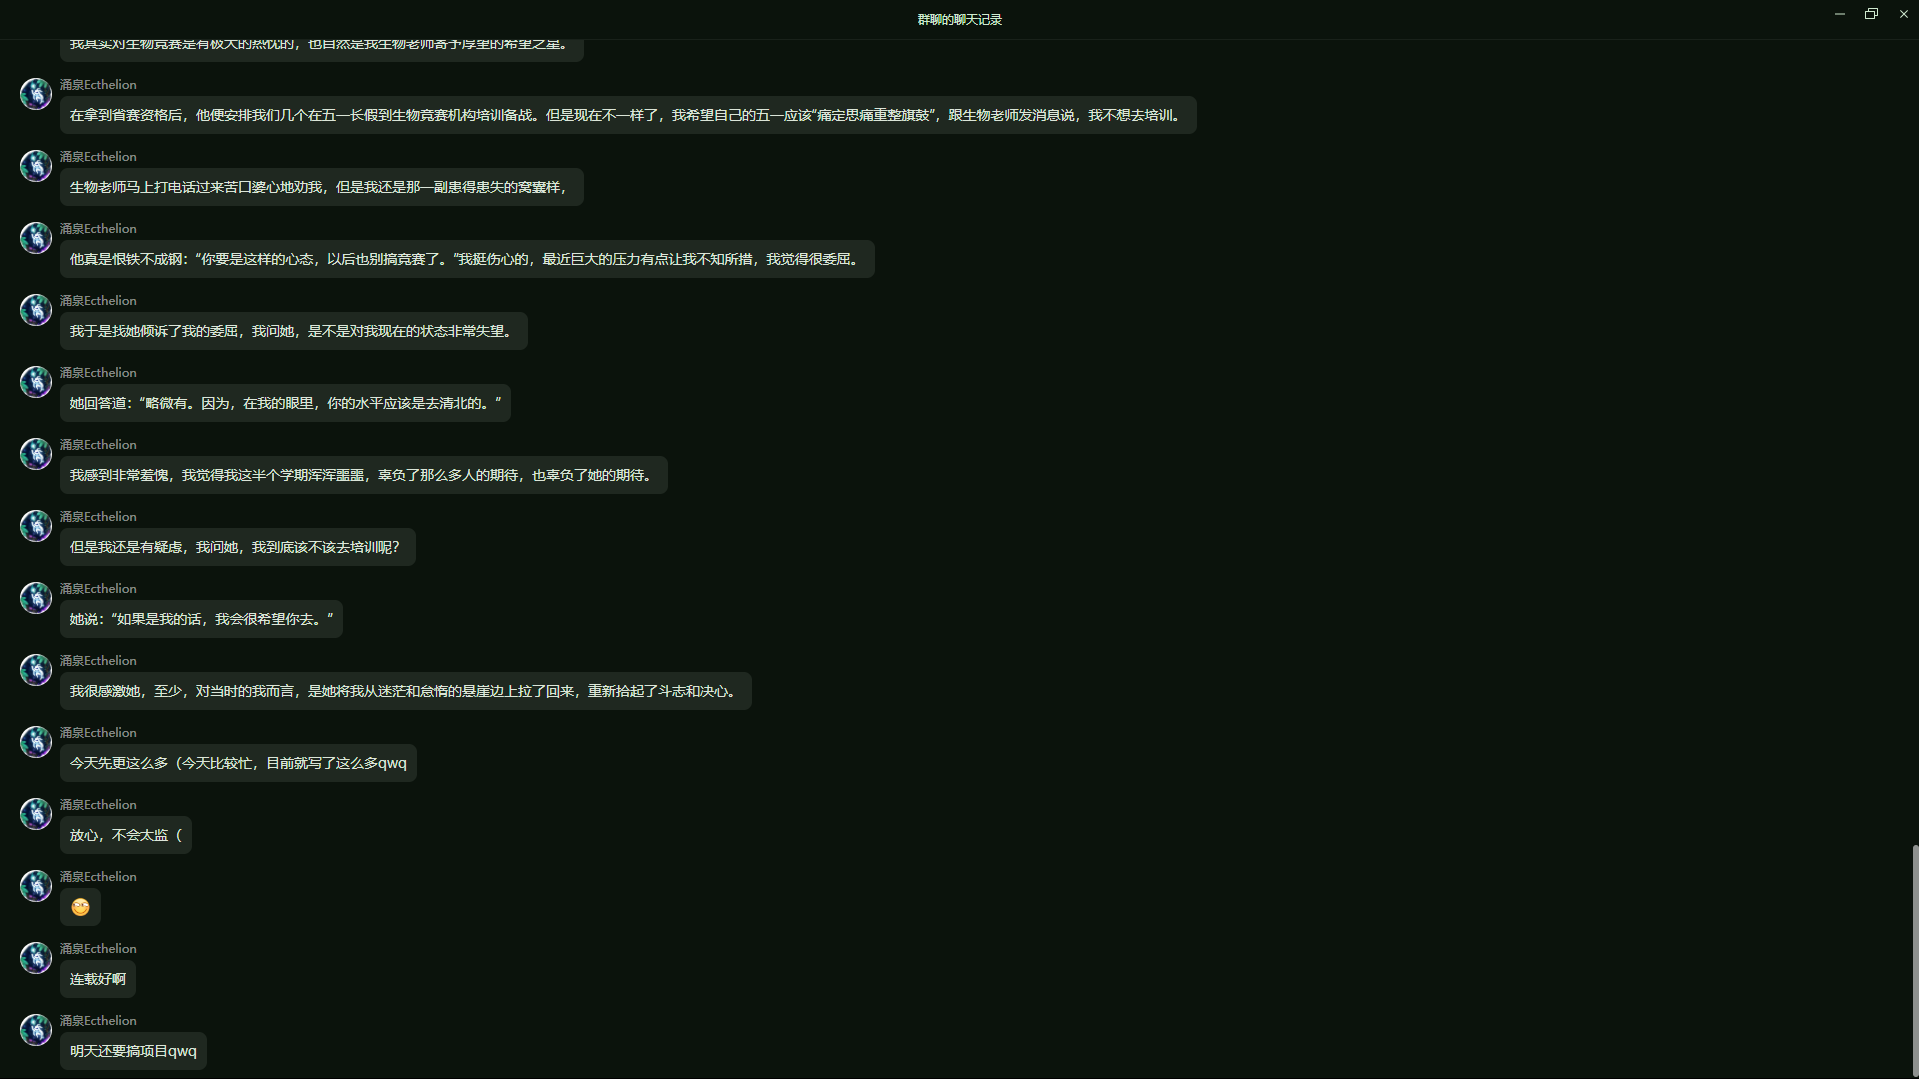 群聊的聊天记录
我其实对生物竞赛是有极大的热忱的，也自然是我生物老师寄予厚望的希望之星。
涌泉Ecthelion
在拿到省赛资格后，他便安排我们几个在五一长假到生物竞赛机构培训备战。但是现在不一样了，我希望自己的五一应该“痛定思痛重整旗鼓”，跟生物老师发消息说，我不想去培训。
涌泉Ecthelion
生物老师马上打电话过来苦口婆心地劝我，但是我还是那一副患得患失的窝囊样，
涌泉Ecthelion
他真是恨铁不成钢：“你要是这样的心态，以后也别搞竞赛了。”我挺伤心的，最近巨大的压力有点让我不知所措，我觉得很委屈。
涌泉Ecthelion
我于是找她倾诉了我的委屈，我问她，是不是对我现在的状态非常失望。
涌泉Ecthelion
她回答道：“略微有。因为，在我的眼里，你的水平应该是去清北的。”
涌泉Ecthelion
我感到非常羞愧，我觉得我这半个学期浑浑噩噩，辜负了那么多人的期待，也辜负了她的期待。
涌泉Ecthelion
但是我还是有疑虑，我问她，我到底该不该去培训呢？
涌泉Ecthelion
她说：“如果是我的话，我会很希望你去。”
涌泉Ecthelion
我很感激她，至少，对当时的我而言，是她将我从迷茫和怠惰的悬崖边上拉了回来，重新拾起了斗志和决心。
涌泉Ecthelion
今天先更这么多（今天比较忙，目前就写了这么多qwq
涌泉Ecthelion
放心，不会太监（
涌泉Ecthelion
涌泉Ecthelion
连载好啊
涌泉Ecthelion
明天还要搞项目qwq